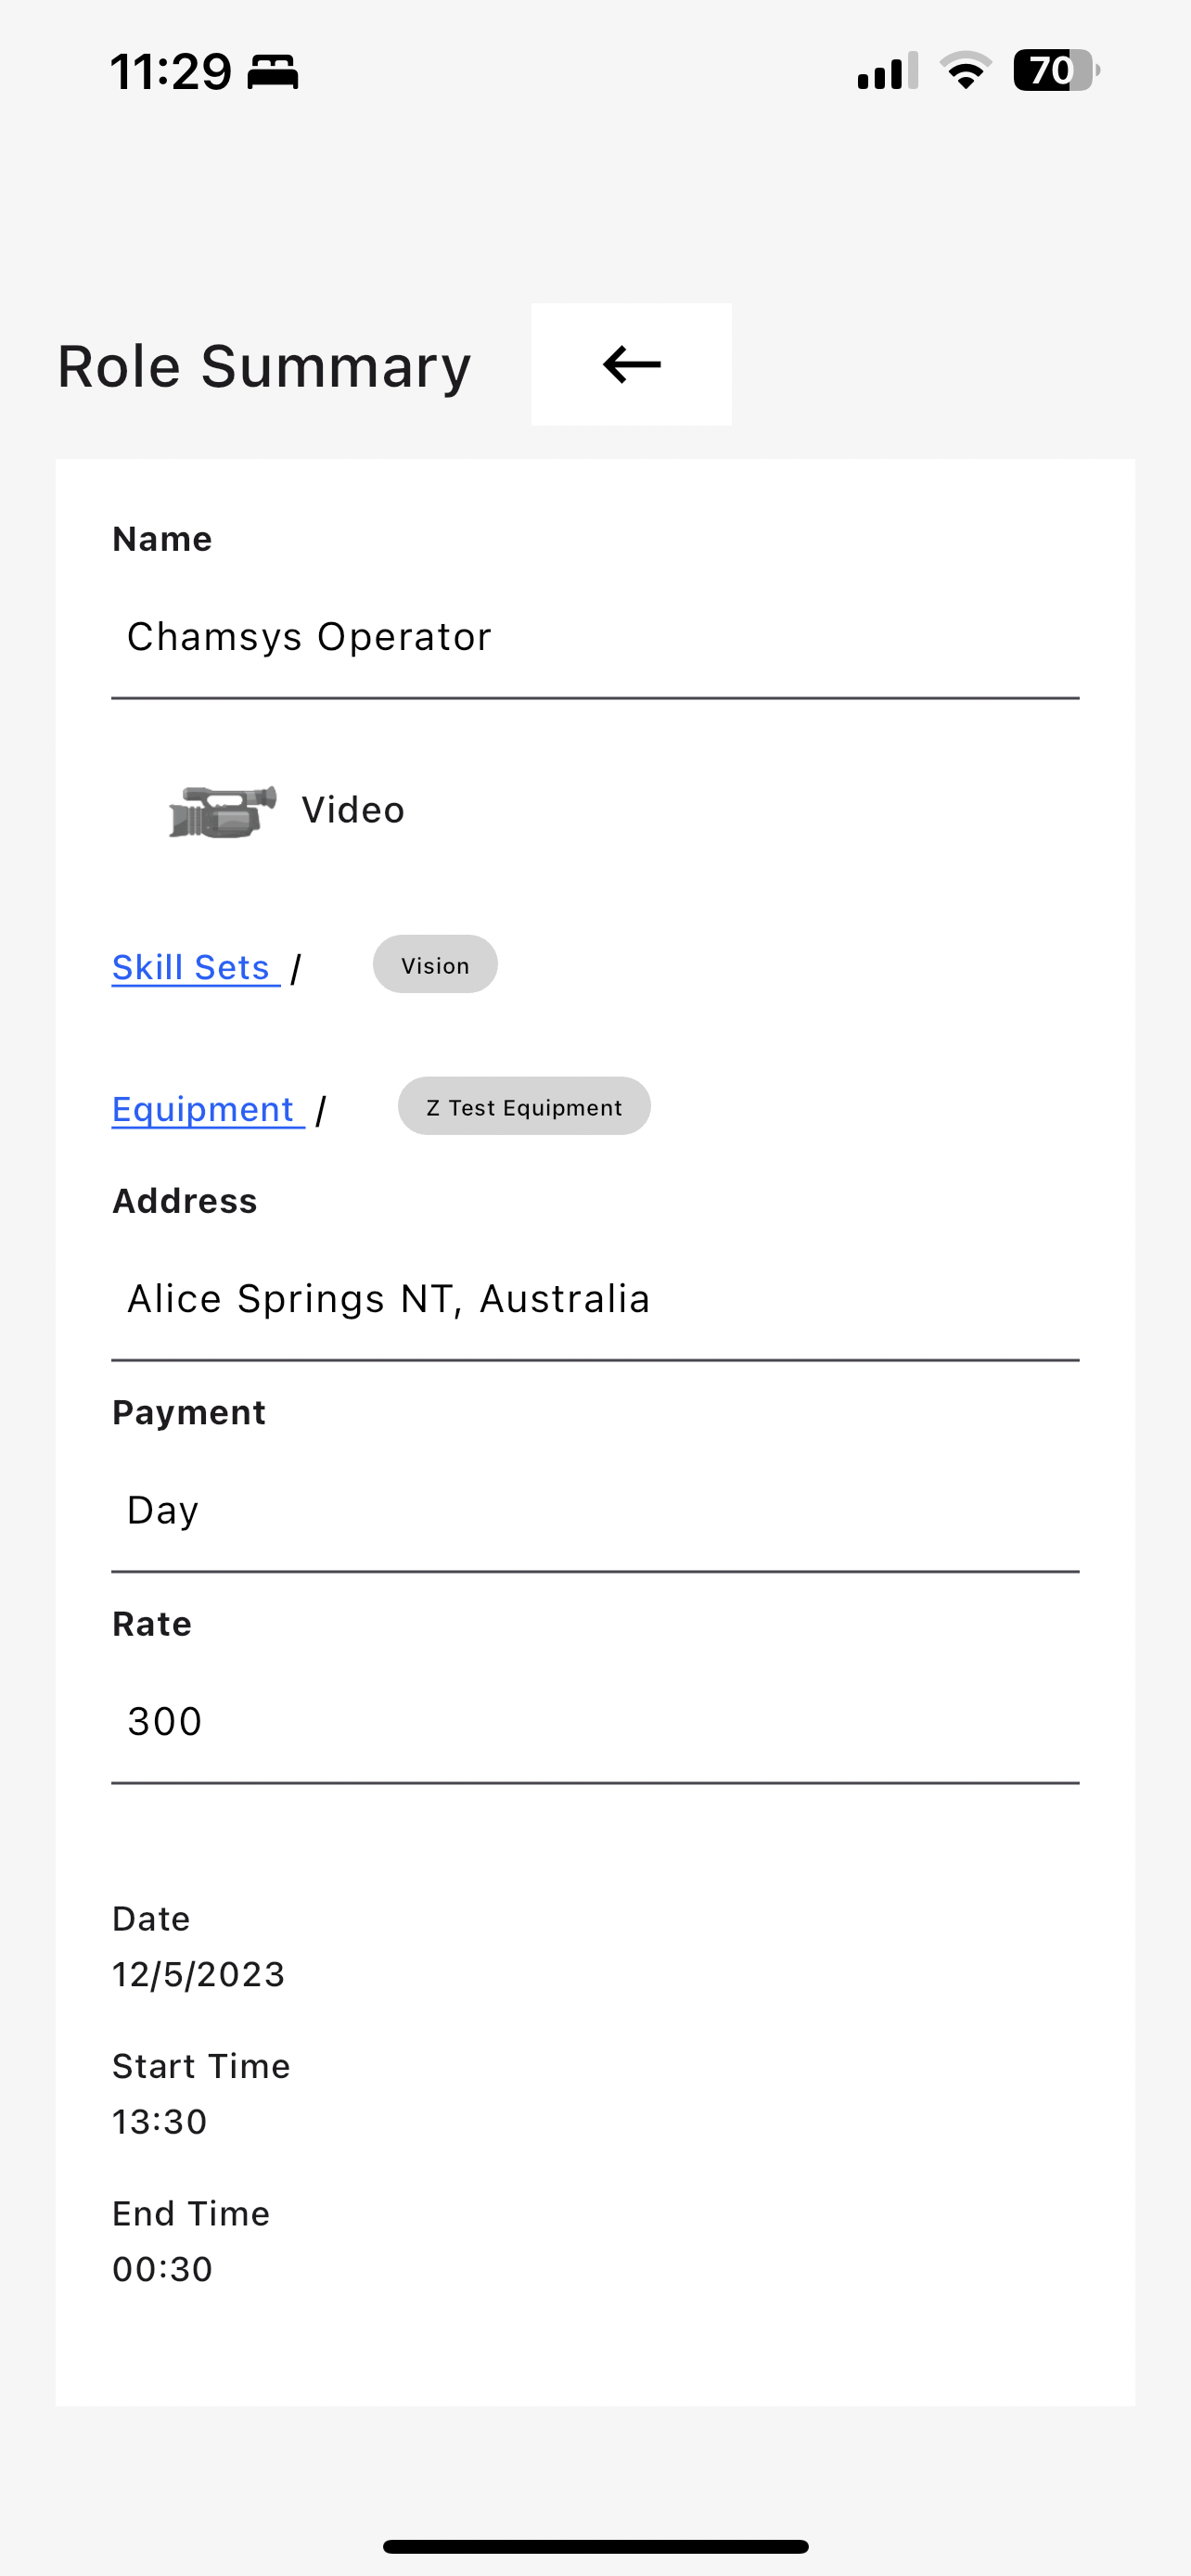 11:29
70
Role Summary
Name
Chamsys Operator
Video
Skill Sets / Vision
Equipment / Z Test Equipment
Address
Alice Springs NT, Australia
Payment
Day
Rate
300
Date
12/5/2023
Start Time
13:30
End Time
00:30